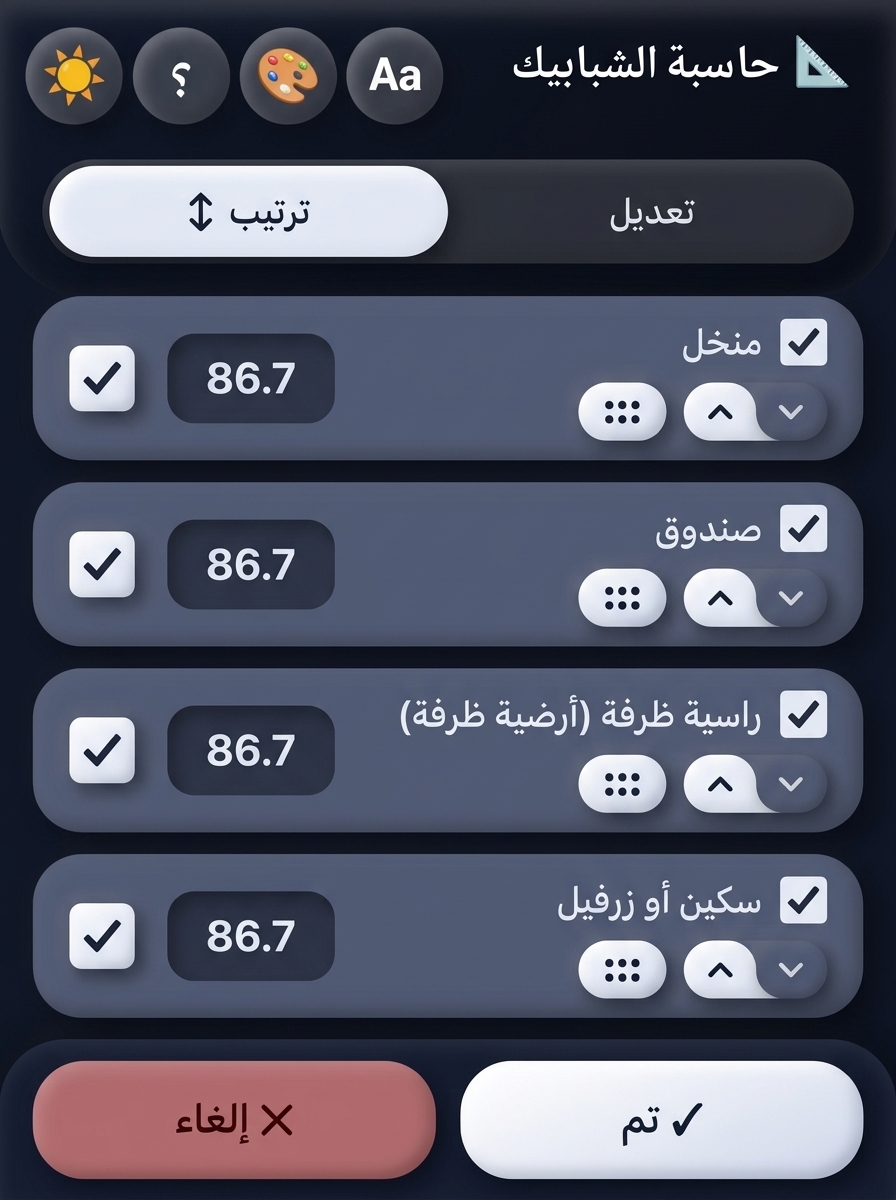 حاسبة الشبابيك
Aa
؟
تعديل
ترتيب ↕
منخل
86.7
صندوق
86.7
راسية ظرفة (أرضية ظرفة)
86.7
سكين أو زرفيل
86.7
✓ تم
✕ إلغاء